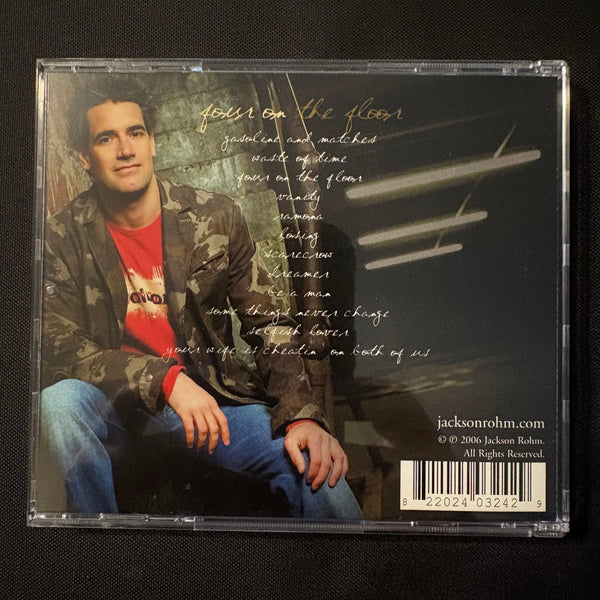 four on the floor
gasoline and matches
waste of time
four on the floor
vanity
ramona
losing
scarecrow
dreamer
be a man
some things never change
selfish lover
your wife is cheatin' on both of us
jacksonrohm.com
© ℗ 2006 Jackson Rohm.
All Rights Reserved.
8 22024 03242 9